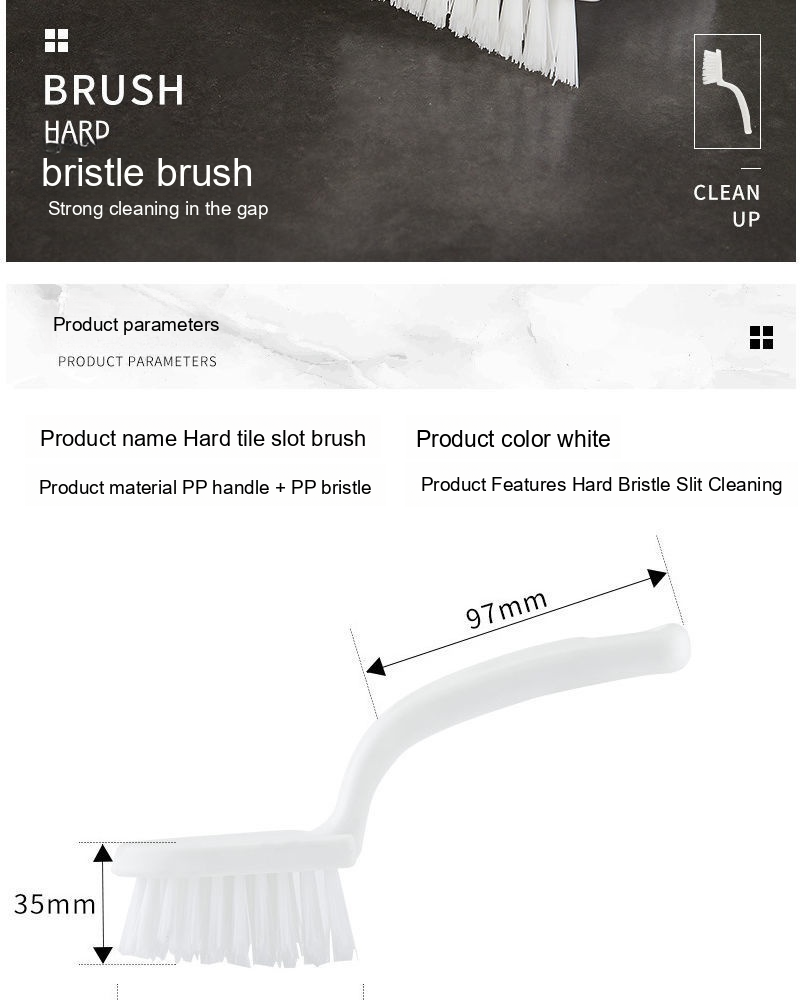 BRUSH
HARD
bristle brush
Strong cleaning in the gap
CLEAN
UP
Product parameters
PRODUCT PARAMETERS
Product name Hard tile slot brush
Product color white
Product material PP handle + PP bristle
Product Features Hard Bristle Slit Cleaning
97mm
35mm